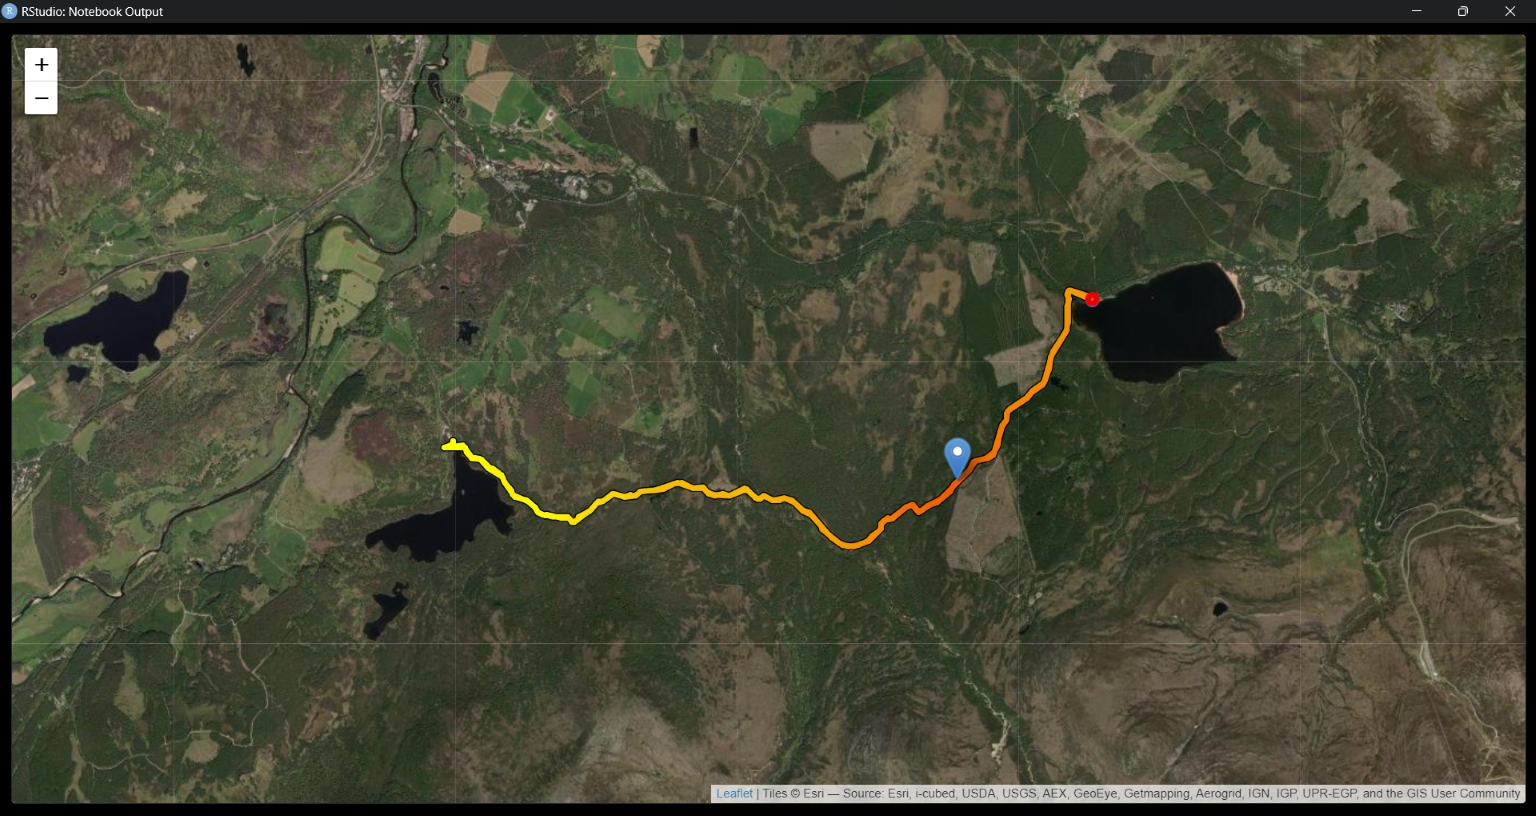 R RStudio: Notebook Output
+
−
Leaflet | Tiles © Esri — Source: Esri, i-cubed, USDA, USGS, AEX, GeoEye, Getmapping, Aerogrid, IGN, IGP, UPR-EGP, and the GIS User Community